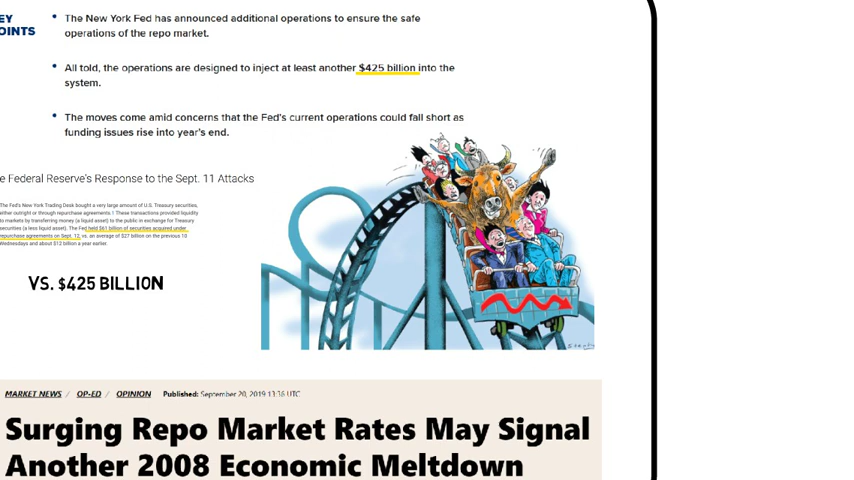 EY
OINTS
• The New York Fed has announced additional operations to ensure the safe
operations of the repo market.
• All told, the operations are designed to inject at least another $425 billion into the
system.
• The moves come amid concerns that the Fed's current operations could fall short as
funding issues rise into year's end.
e Federal Reserve's Response to the Sept. 11 Attacks
The Fed's New York Trading Desk bought a very large amount of U.S. Treasury securities,
either outright or through repurchase agreements.1 These transactions provided liquidity
to markets by transferring money (a liquid asset) to the public in exchange for Treasury
securities (a less liquid asset). The Fed held $61 billion of securities acquired under
repurchase agreements on Sept. 12, vs. an average of $27 billion on the previous 10
Wednesdays and about $13 billion a year earlier.
VS. $425 BILLION
MARKET NEWS / OP-ED / OPINION Published: September 20, 2019 13:36 UTC
Surging Repo Market Rates May Signal
Another 2008 Economic Meltdown